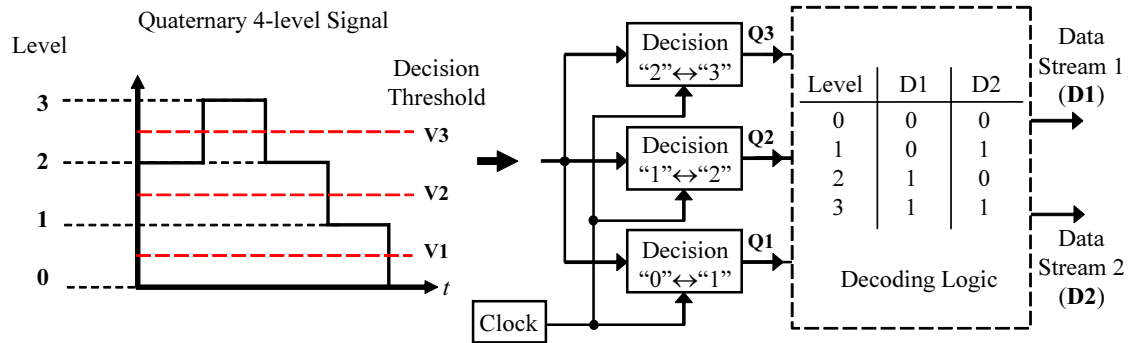 Quaternary 4-level Signal
Level
Decision
Threshold
3
V3
2
V2
1
V1
0
t
Decision
“2”↔“3”
Q3
Decision
“1”↔“2”
Q2
Decision
“0”↔“1”
Q1
Clock
Level D1 D2
0 0 0
1 0 1
2 1 0
3 1 1
Decoding Logic
Data
Stream 1
(D1)
Data
Stream 2
(D2)